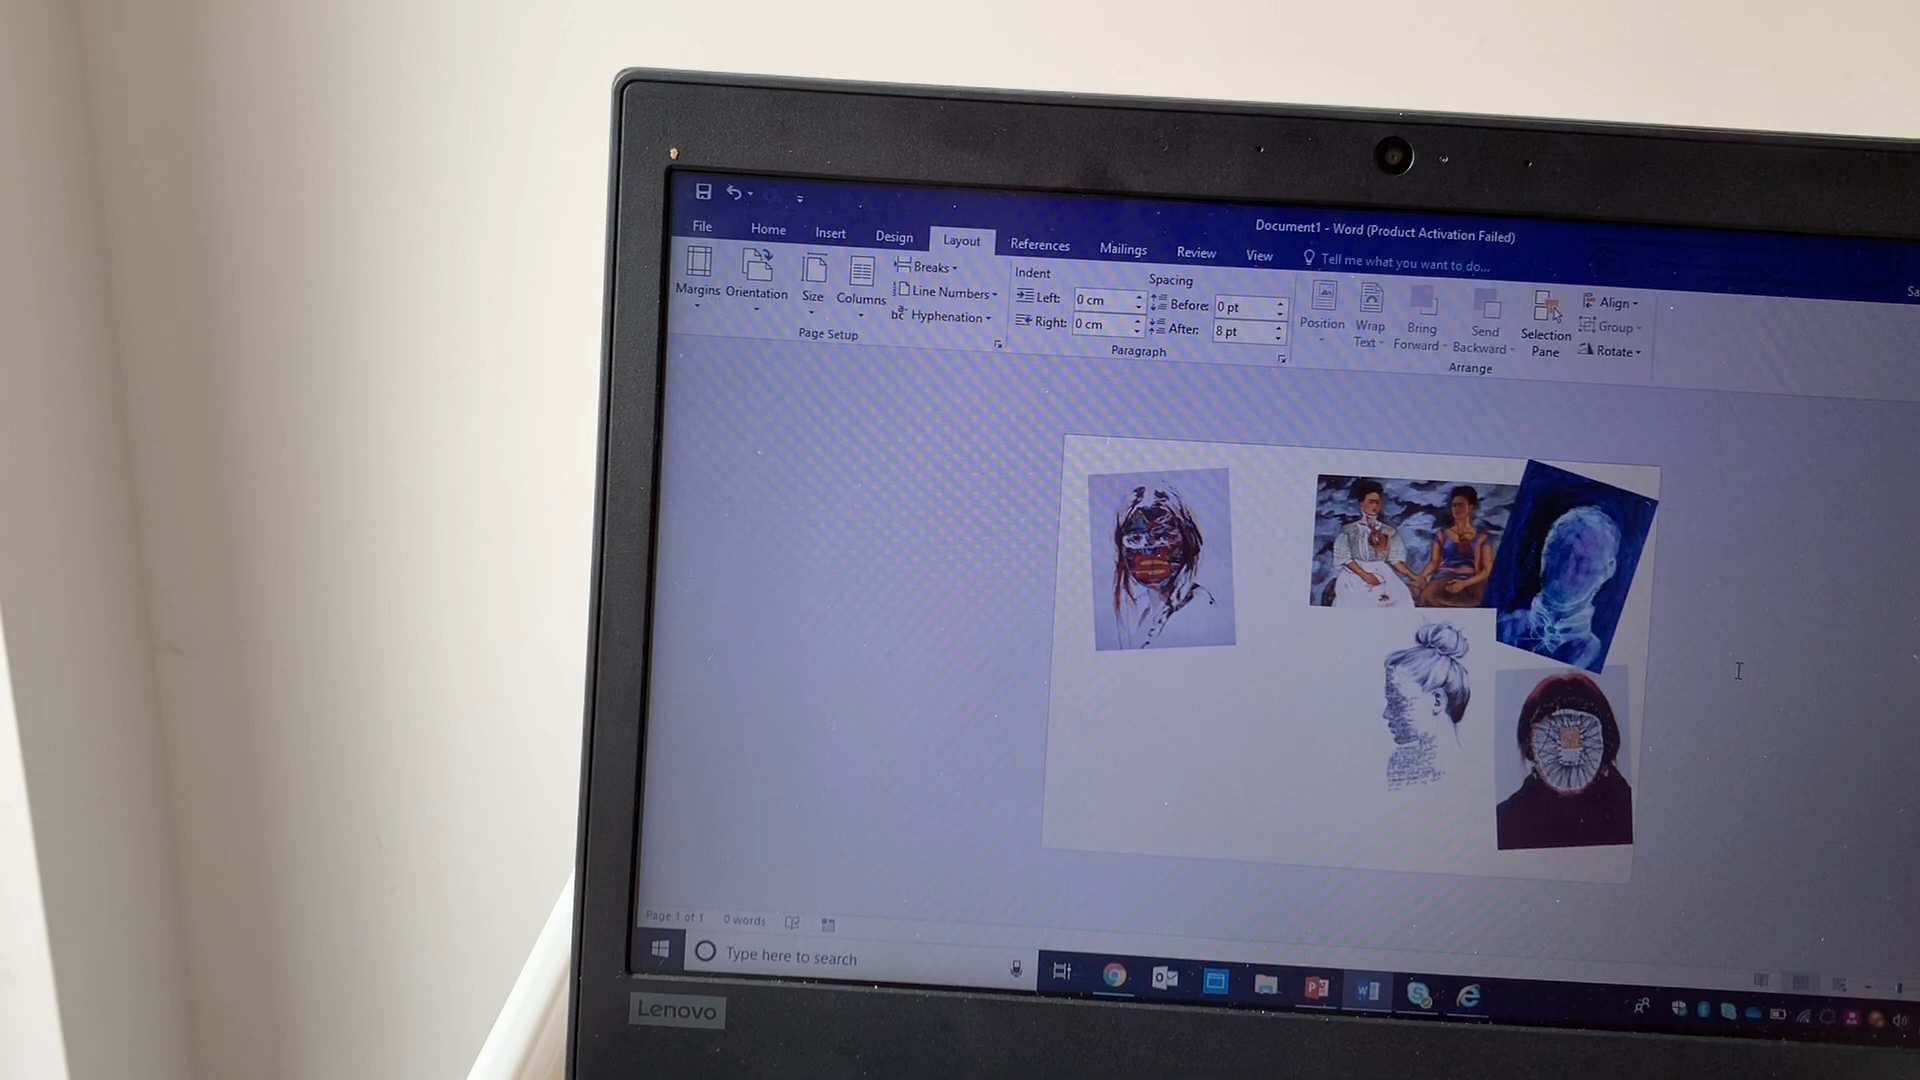 Document1 - Word (Product Activation Failed)
File Home Insert Design Layout References Mailings Review View Tell me what you want to do...
Margins Orientation Size Columns
Breaks
Line Numbers
Hyphenation
Page Setup
Indent
Left: 0 cm
Right: 0 cm
Spacing
Before: 0 pt
After: 8 pt
Paragraph
Position
Wrap
Text
Bring
Forward
Send
Backward
Selection
Pane
Align
Group
Rotate
Arrange
Page 1 of 1 0 words
Type here to search
Lenovo